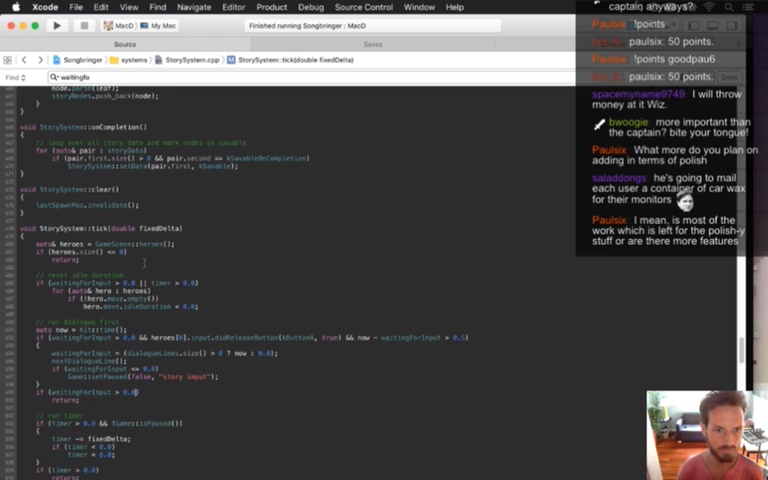 Xcode File Edit View Find Navigate Editor Product Debug Source Control Window Help
MacD My Mac
Finished running Songbringer : MacD
Source
Saves
Songbringer systems StorySystem.cpp StorySystem::tick(double fixedDelta)
Find
waitingfo
Done
node.parse(leaf);
storyNodes.push_back(node);
}
}
void StorySystem::onCompletion()
{
// loop over all story data and mark nodes as savable
for (auto& pair : storyData)
if (pair.first.size() > 0 && pair.second == kSavableOnCompletion)
StorySystem::setData(pair.first, kSavable);
}
void StorySystem::clear()
{
lastSpawnPos.invalidate();
}
void StorySystem::tick(double fixedDelta)
{
auto& heroes = GameScene::heroes();
if (heroes.size() <= 0)
return;
// reset idle duration
if (waitingForInput > 0.0 || timer > 0.0)
for (auto& hero : heroes)
if (!hero.move.empty())
hero.move.idleDuration = 0.0;
// run dialogue first
auto now = Kit::time();
if (waitingForInput > 0.0 && heroes[0].input.didReleaseButton(kButtonA, true) && now - waitingForInput > 0.5)
{
waitingForInput = (dialogueLines.size() > 0 ? now : 0.0);
nextDialogueLine();
if (waitingForInput <= 0.0)
Game::setPaused(false, "story input");
}
if (waitingForInput > 0.0)
return;
// run timer
if (timer > 0.0 && !Game::isPaused())
{
timer -= fixedDelta;
if (timer < 0.0)
timer = 0.0;
}
if (timer > 0.0)
return;
captain anyways?
Paulsix !points
paulsix: 50 points.
Paulsix !points goodpau6
paulsix: 50 points.
spacemyname9749 I will throw
money at it Wiz.
bwoogie more important than
the captain? bite your tongue!
Paulsix What more do you plan on
adding in terms of polish
saladdongs he's going to mail
each user a container of car wax
for their monitors
Paulsix I mean, is most of the
work which is left for the polish-y
stuff or are there more features